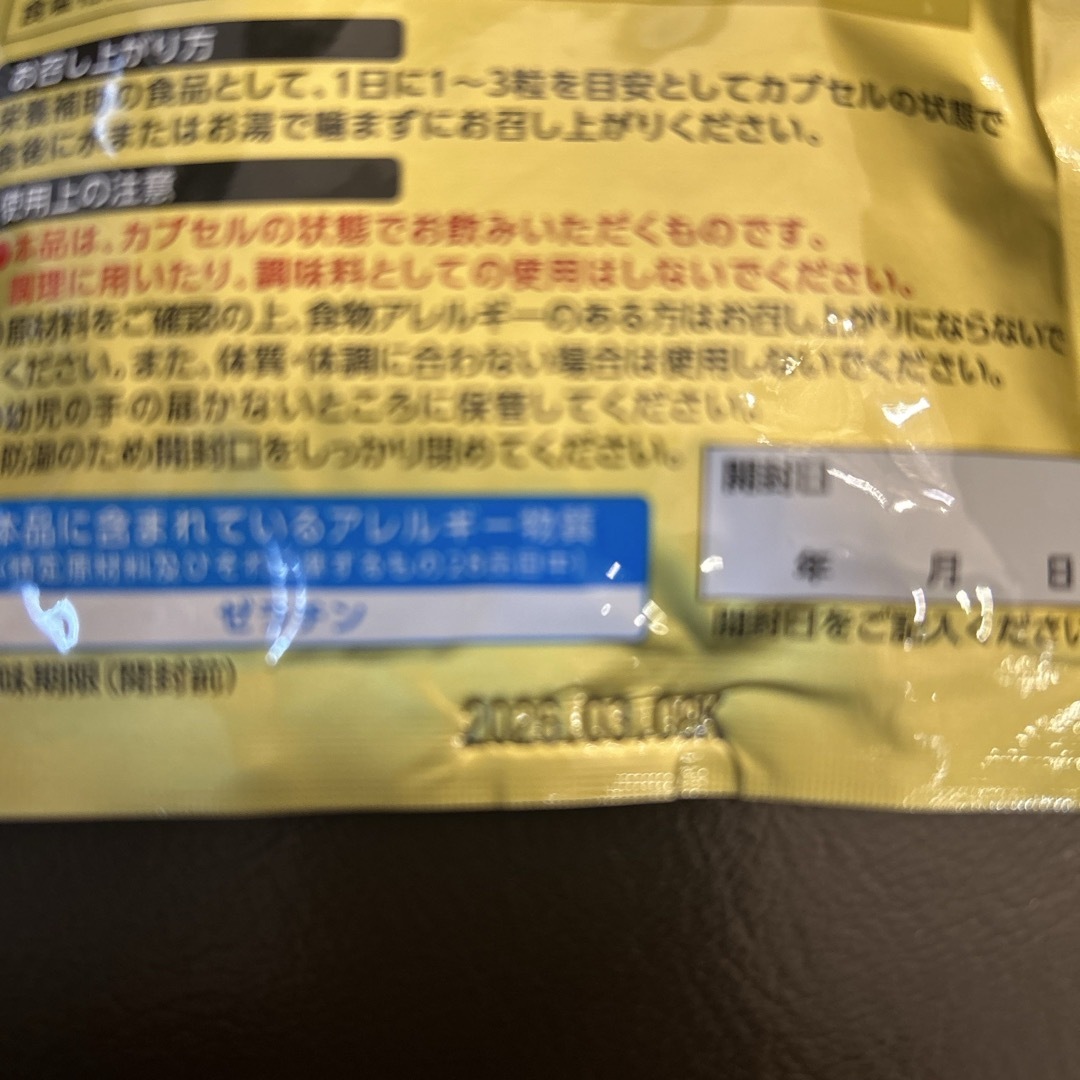 お召し上がり方
栄養補助の食品として、1日に1〜3粒を目安としてカプセルの状態で
食後に水またはお湯で噛まずにお召し上がりください。
使用上の注意
●本品は、カプセルの状態でお飲みいただくものです。
調理に用いたり、調味料としての使用はしないでください。
原材料をご確認の上、食物アレルギーのある方はお召し上がりにならないで
ください。また、体質・体調に合わない場合は使用しないでください。
幼児の手の届かないところに保管してください。
防湿のため開封口をしっかり閉めてください。
開封日
年 月 日
開封日をご記入ください
本品に含まれているアレルギー物質
ゼラチン
味期限(開封前)